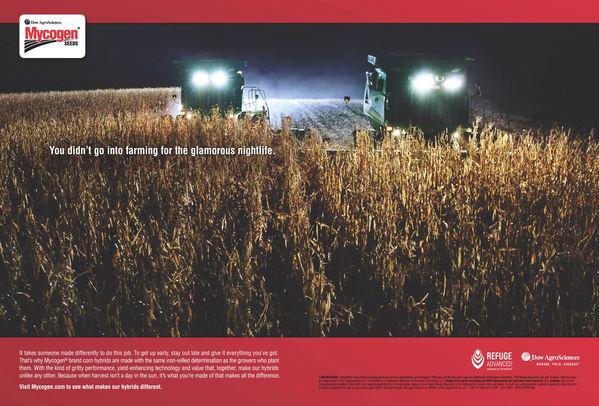 Dow AgroSciences
Mycogen®
SEEDS
You didn't go into farming for the glamorous nightlife.
It takes someone made differently to do this job. To get up early, stay out late and give it everything you've got.
That's why Mycogen® brand corn hybrids are made with the same iron-willed determination as the growers who plant
them. With the kind of gritty performance, yield-enhancing technology and value that, together, make our hybrids
unlike any other. Because when harvest isn't a day in the sun, it's what you're made of that makes all the difference.
Visit Mycogen.com to see what makes our hybrids different.
REFUGE
ADVANCED
Dow AgroSciences